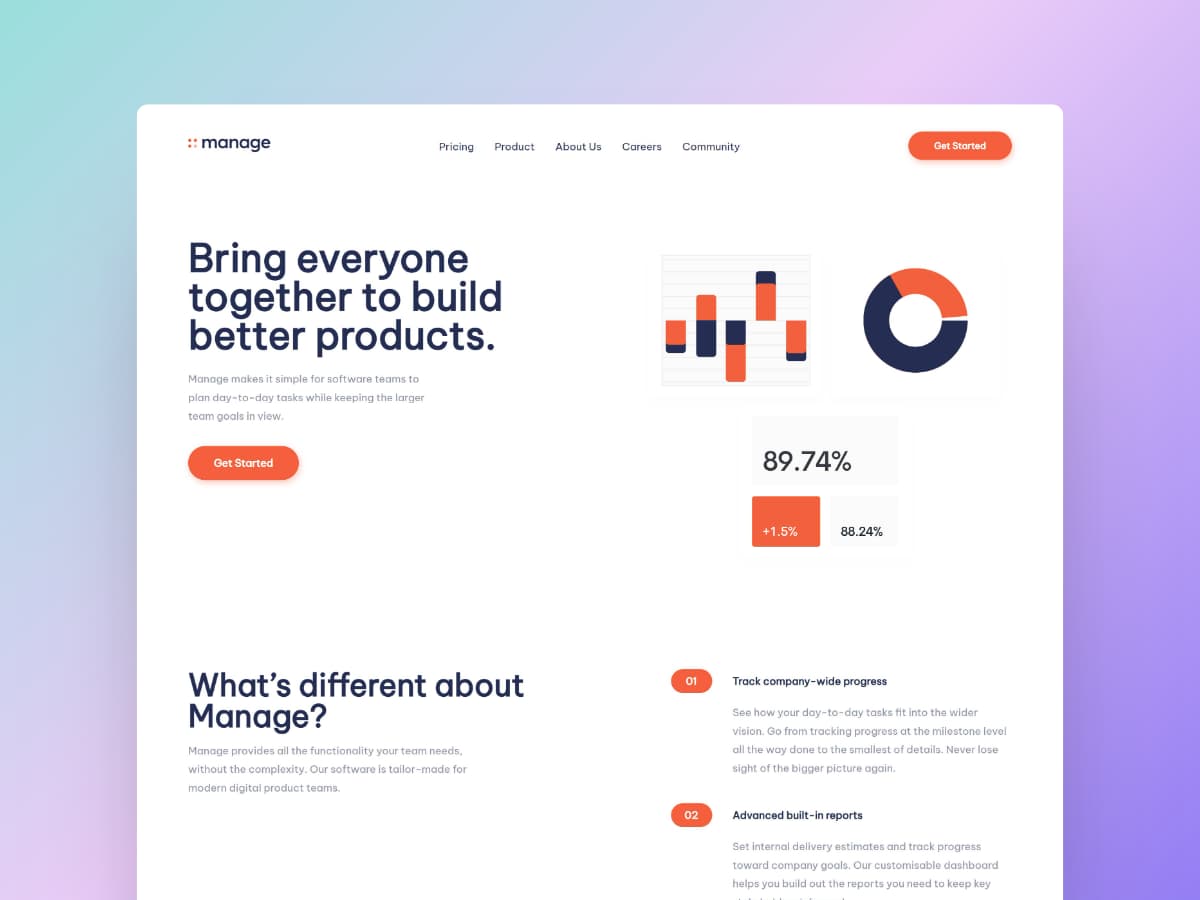 manage
Pricing Product About Us Careers Community
Get Started
Bring everyone
together to build
better products.
Manage makes it simple for software teams to
plan day-to-day tasks while keeping the larger
team goals in view.
Get Started
89.74%
+1.5% 88.24%
What's different about
Manage?
Manage provides all the functionality your team needs,
without the complexity. Our software is tailor-made for
modern digital product teams.
01 Track company-wide progress
See how your day-to-day tasks fit into the wider
vision. Go from tracking progress at the milestone level
all the way done to the smallest of details. Never lose
sight of the bigger picture again.
02 Advanced built-in reports
Set internal delivery estimates and track progress
toward company goals. Our customisable dashboard
helps you build out the reports you need to keep key